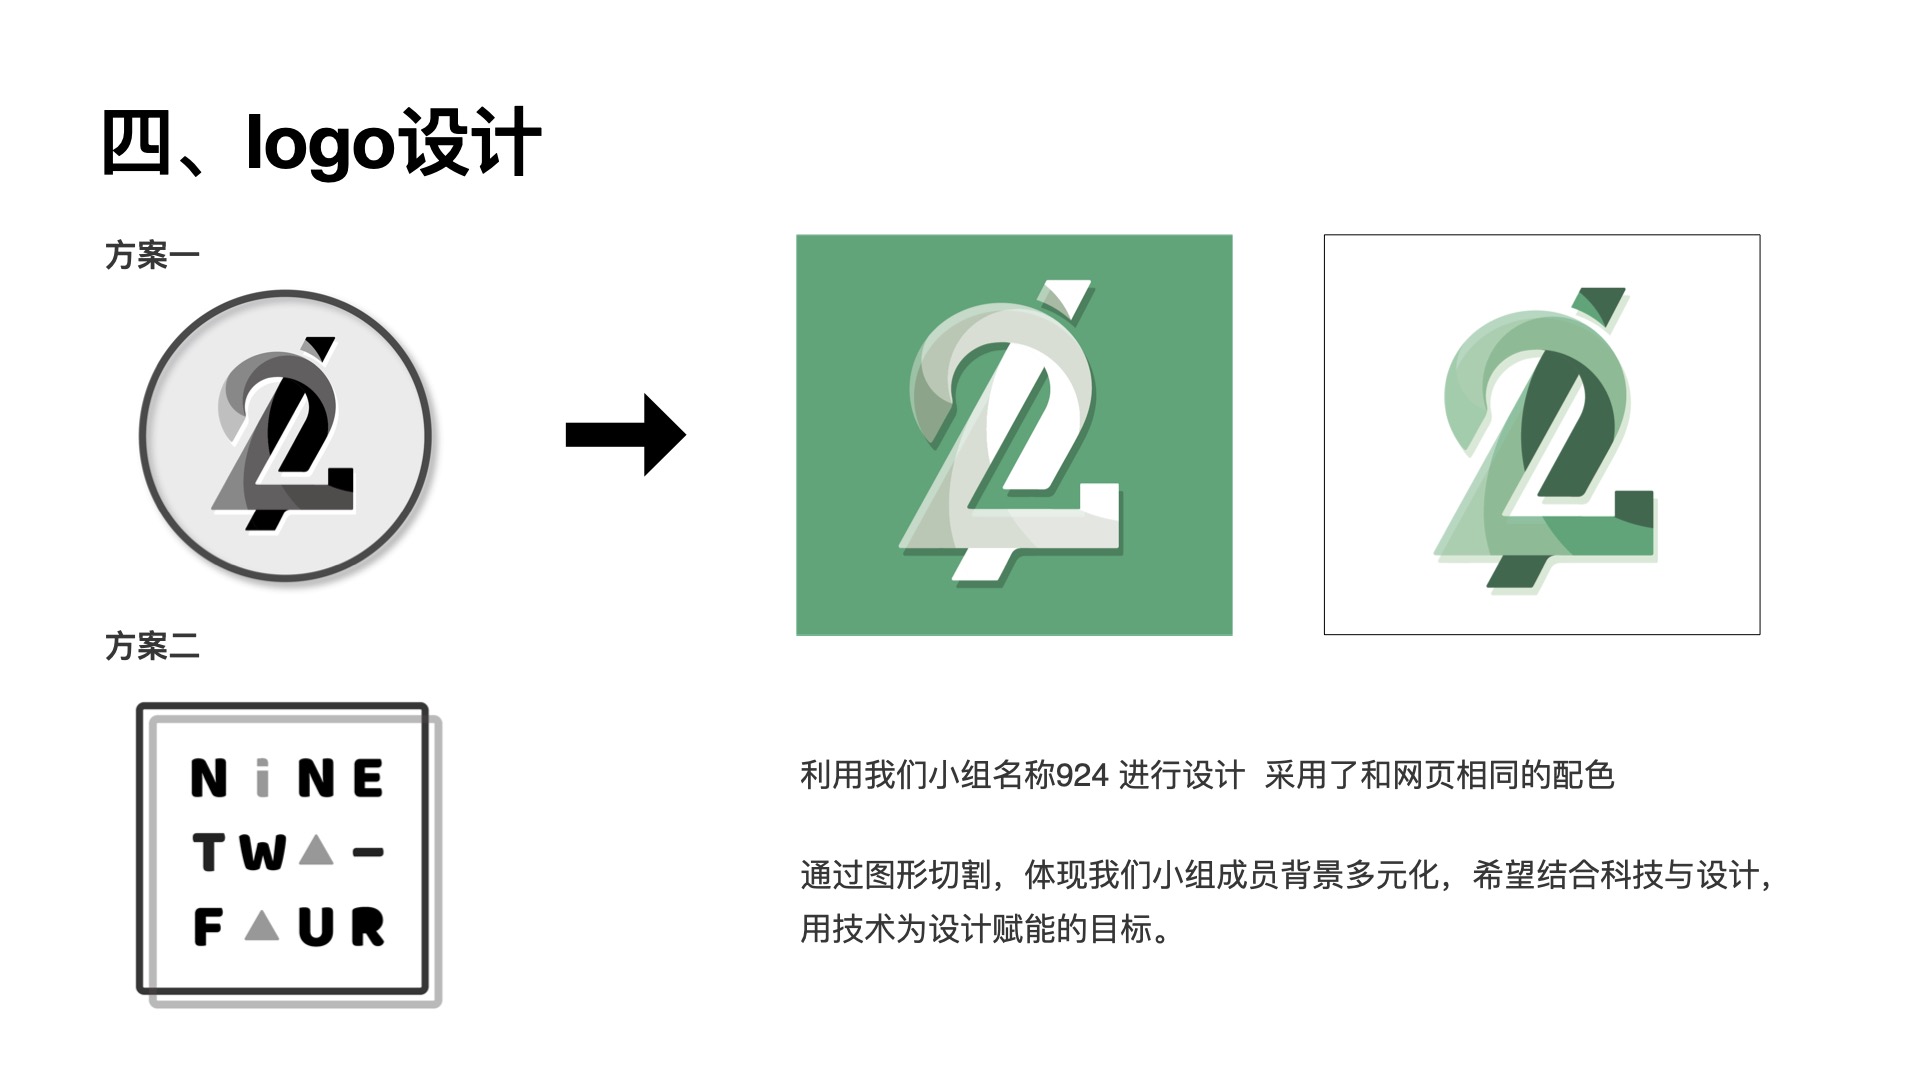 四、logo设计
方案一
方案二
NiNE
TW▲-
F▲UR
利用我们小组名称924 进行设计  采用了和网页相同的配色
通过图形切割，体现我们小组成员背景多元化，希望结合科技与设计，
用技术为设计赋能的目标。